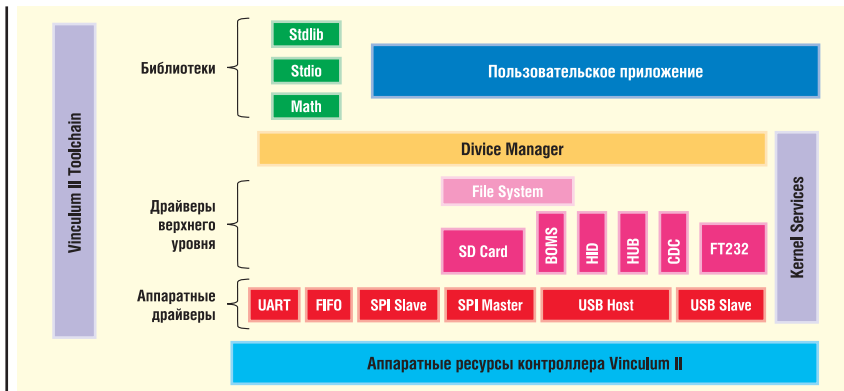 Vinculum II Toolchain
Библиотеки
Stdlib
Stdio
Math
Пользовательское приложение
Divice Manager
Kernel Services
Драйверы
верхнего
уровня
File System
SD Card
BOMS
HID
HUB
CDC
FT232
Аппаратные
драйверы
UART
FIFO
SPI Slave
SPI Master
USB Host
USB Slave
Аппаратные ресурсы контроллера Vinculum II